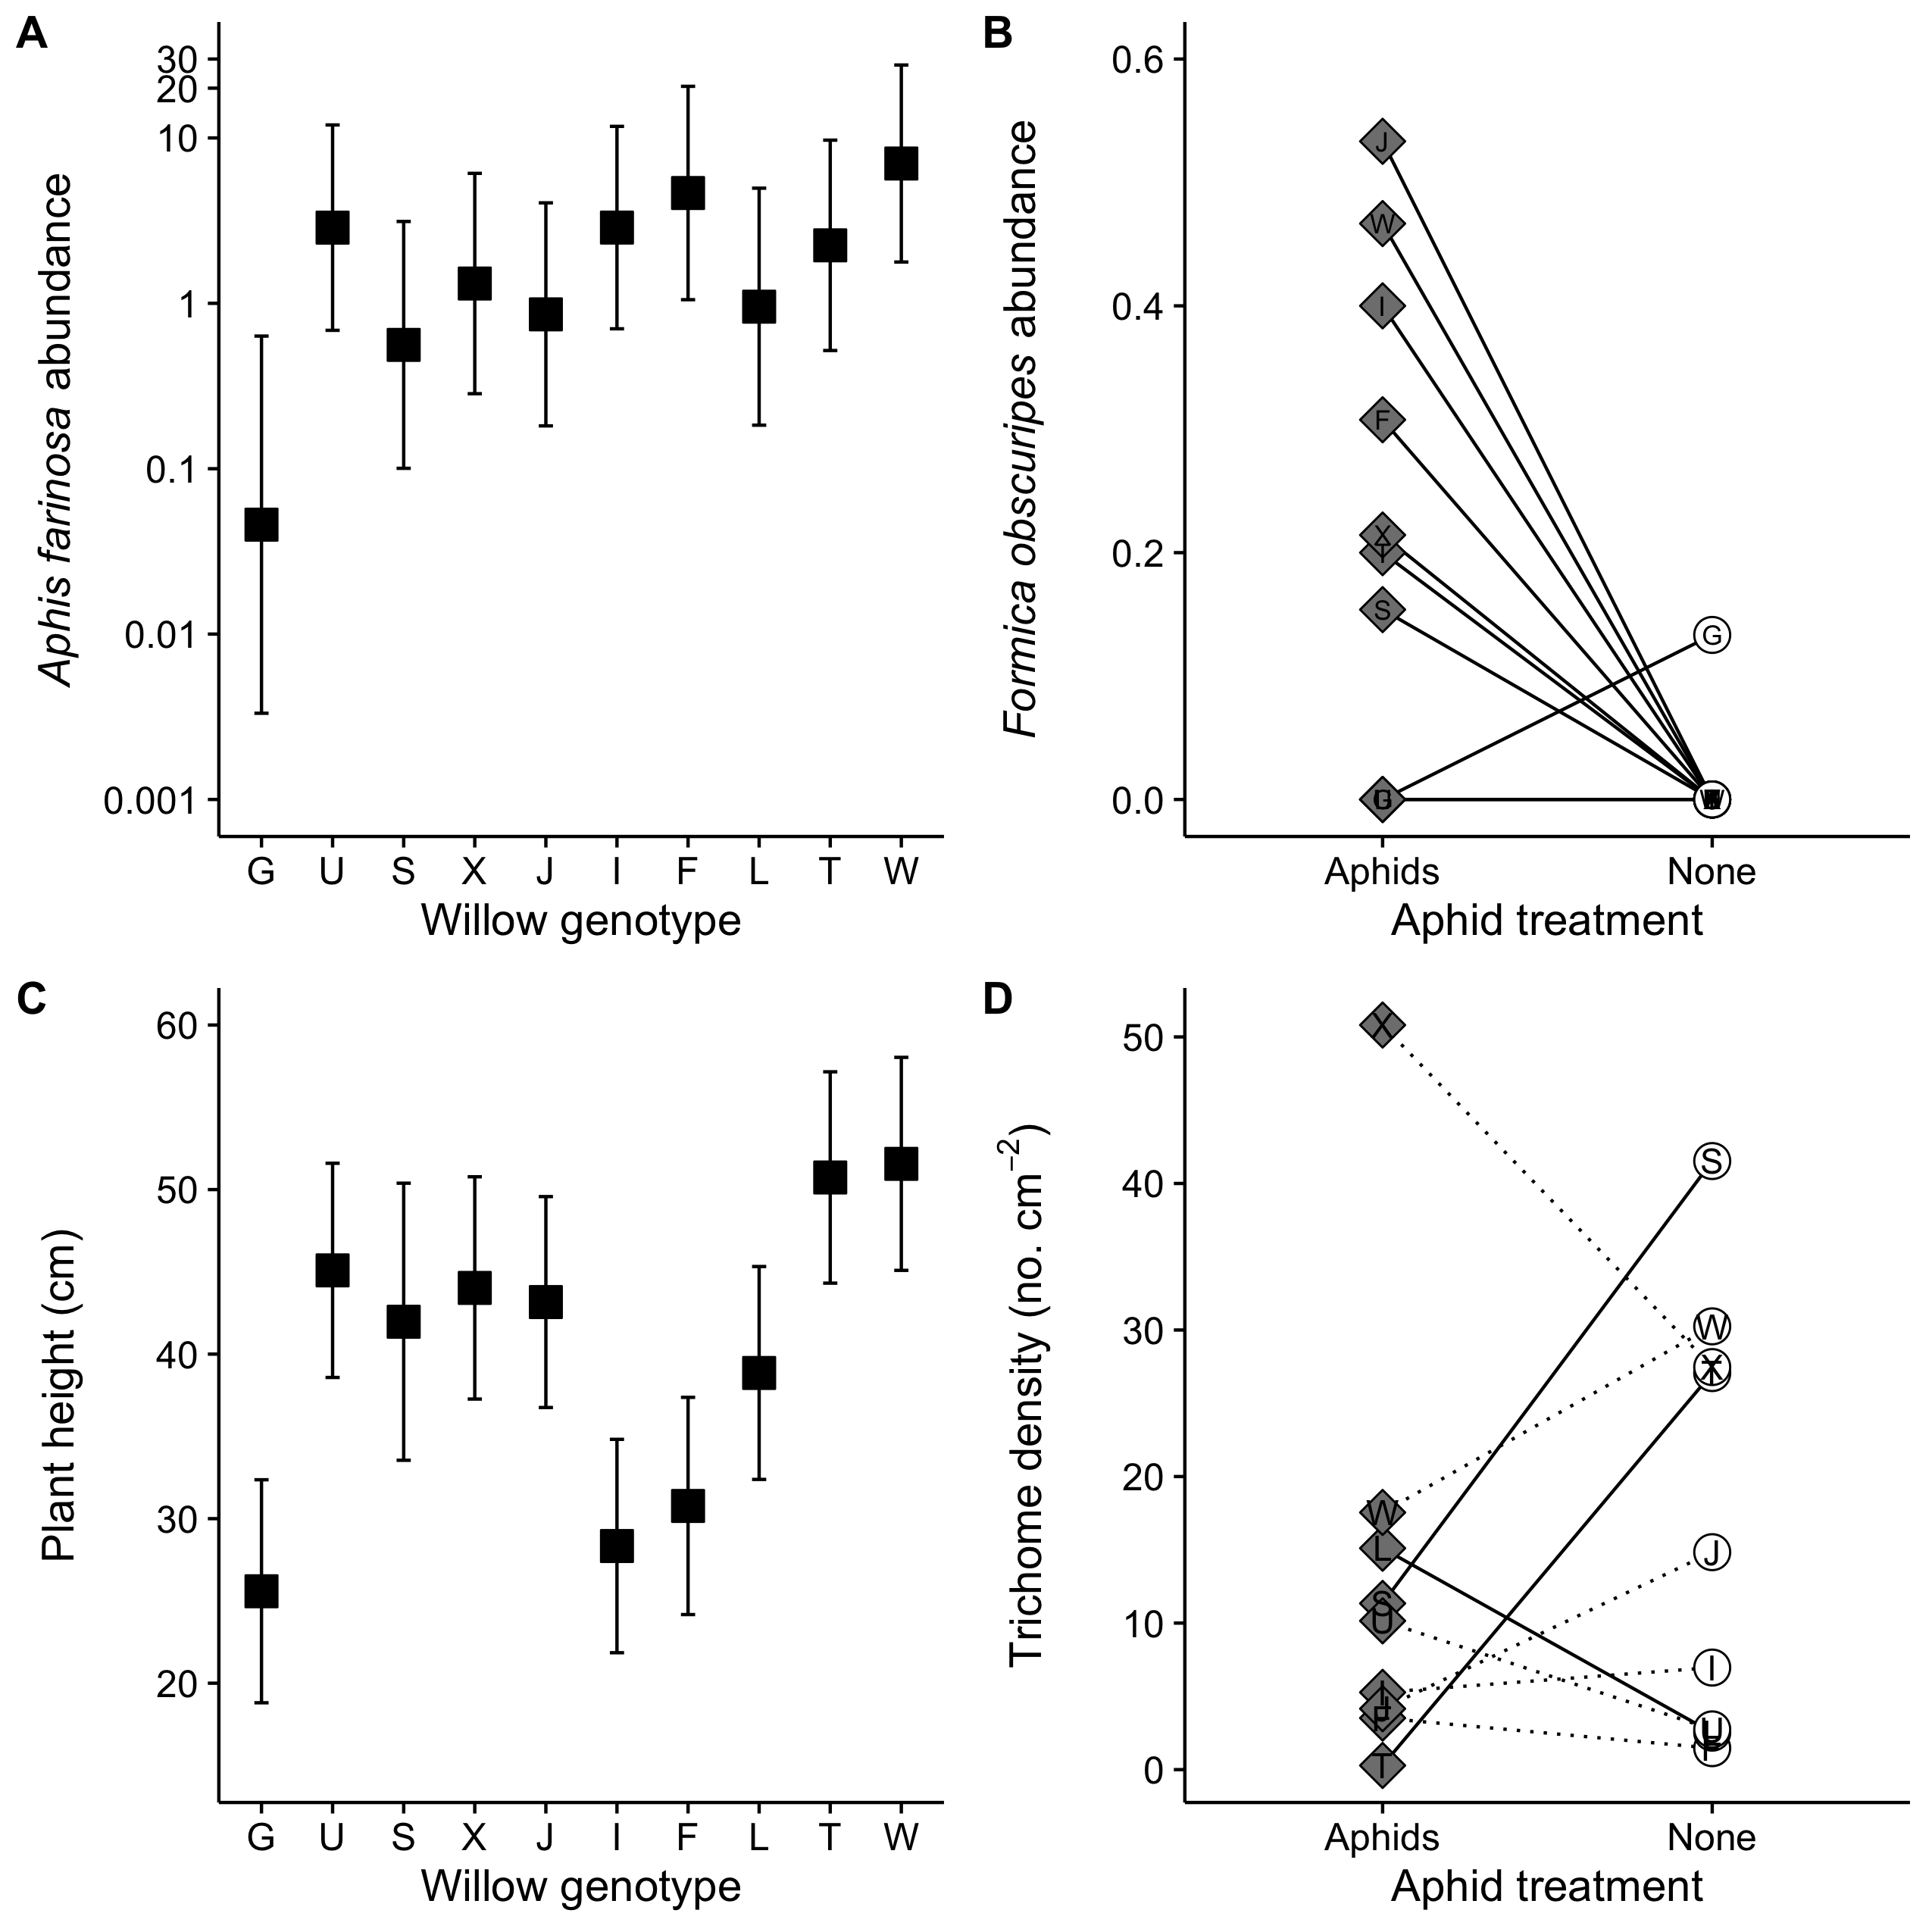 A
30
20
10
1
0.1
0.01
0.001
Aphis farinosa abundance
G U S X J I F L T W
Willow genotype
B
0.6
0.4
0.2
0.0
Formica obscuripes abundance
J
W
I
F
X
T
S
G
G
Aphids None
Aphid treatment
C
60
50
40
30
20
Plant height (cm)
G U S X J I F L T W
Willow genotype
D
50
40
30
20
10
0
Trichome density (no. cm−2)
X
S
W
X
T
W
L
J
S
U
I
I
J
F
U
F
T
Aphids None
Aphid treatment